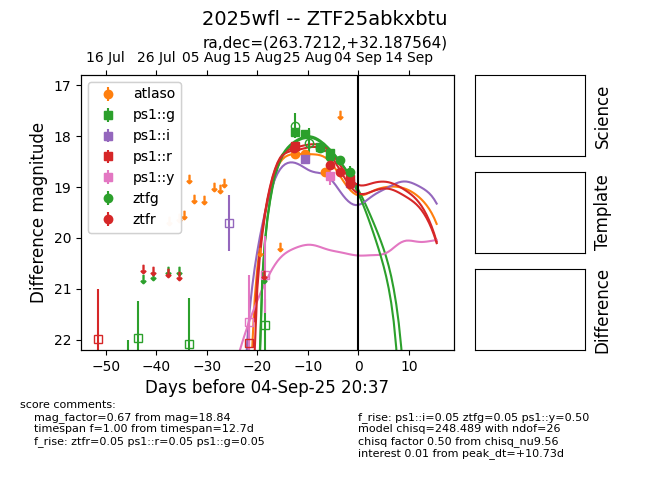 2025wfl -- ZTF25abkxbtu
ra,dec=(263.7212,+32.187564)
16 Jul 26 Jul 05 Aug 15 Aug 25 Aug 04 Sep 14 Sep
17
18
19
20
21
22
Difference magnitude
atlaso
ps1::g
ps1::i
ps1::r
ps1::y
ztfg
ztfr
−50 −40 −30 −20 −10 0 10
Days before 04-Sep-25 20:37
Science
Template
Difference
score comments:
mag_factor=0.67 from mag=18.84
timespan f=1.00 from timespan=12.7d
f_rise: ztfr=0.05 ps1::r=0.05 ps1::g=0.05
f_rise: ps1::i=0.05 ztfg=0.05 ps1::y=0.50
model chisq=248.489 with ndof=26
chisq factor 0.50 from chisq_nu9.56
interest 0.01 from peak_dt=+10.73d